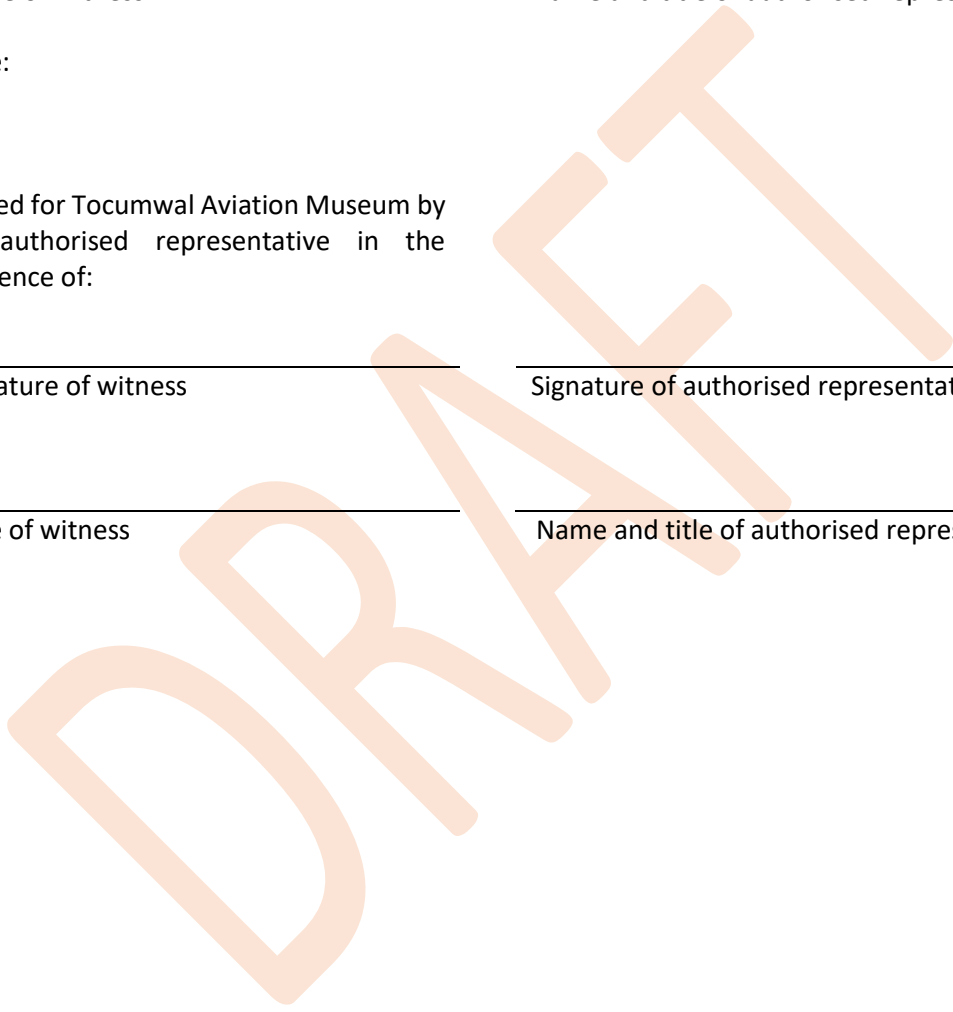 e:
ed for Tocumwal Aviation Museum by
authorised representative in the
ence of:
ature of witness
Signature of authorised representat
e of witness
Name and title of authorised repre
DRAFT